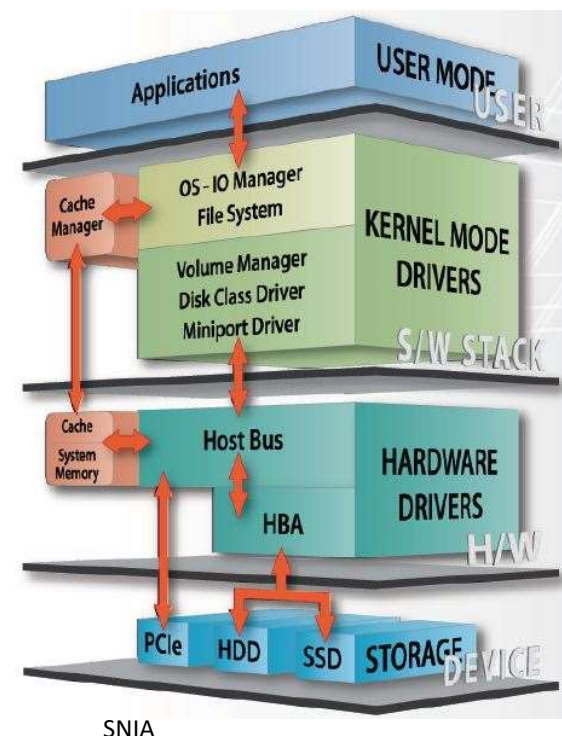 Applications
USER MODE
USER
Cache
Manager
OS - IO Manager
File System
Volume Manager
Disk Class Driver
Miniport Driver
KERNEL MODE
DRIVERS
S/W STACK
Cache
System
Memory
Host Bus
HBA
HARDWARE
DRIVERS
H/W
PCIe
HDD
SSD
STORAGE
DEVICE
SNIA